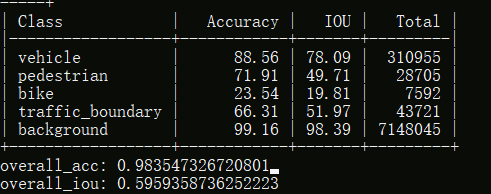 -----+
| Class | Accuracy | IOU | Total |
|------------------+----------+-------+---------|
| vehicle | 88.56 | 78.09 | 310955 |
| pedestrian | 71.91 | 49.71 | 28705 |
| bike | 23.54 | 19.81 | 7592 |
| traffic_boundary | 66.31 | 51.97 | 43721 |
| background | 99.16 | 98.39 | 7148045 |
+------------------+----------+-------+---------+
overall_acc: 0.983547326720801
overall_iou: 0.5959358736252223